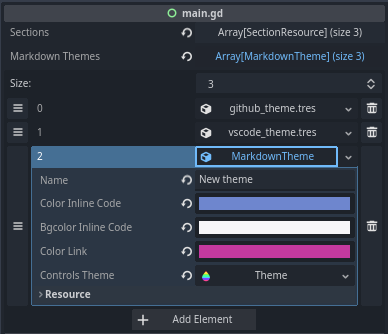 main.gd
Sections Array[SectionResource] (size 3)
Markdown Themes Array[MarkdownTheme] (size 3)
Size: 3
0 github_theme.tres
1 vscode_theme.tres
2 MarkdownTheme
Name New theme
Color Inline Code
Bgcolor Inline Code
Color Link
Controls Theme Theme
Resource
Add Element